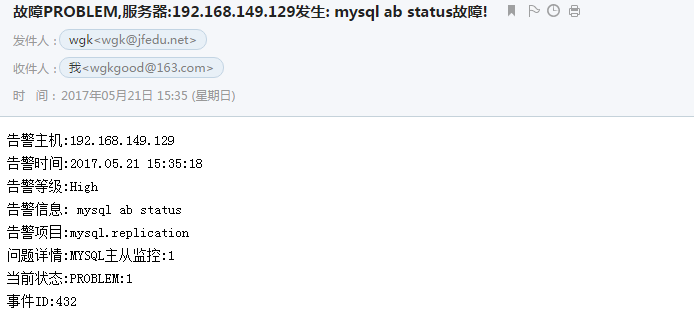 故障PROBLEM,服务器:192.168.149.129发生: mysql ab status故障!
发件人：wgk<wgk@jfedu.net>
收件人：我<wgkgood@163.com>
时 间：2017年05月21日 15:35 (星期日)
告警主机:192.168.149.129
告警时间:2017.05.21 15:35:18
告警等级:High
告警信息: mysql ab status
告警项目:mysql.replication
问题详情:MYSQL主从监控:1
当前状态:PROBLEM:1
事件ID:432